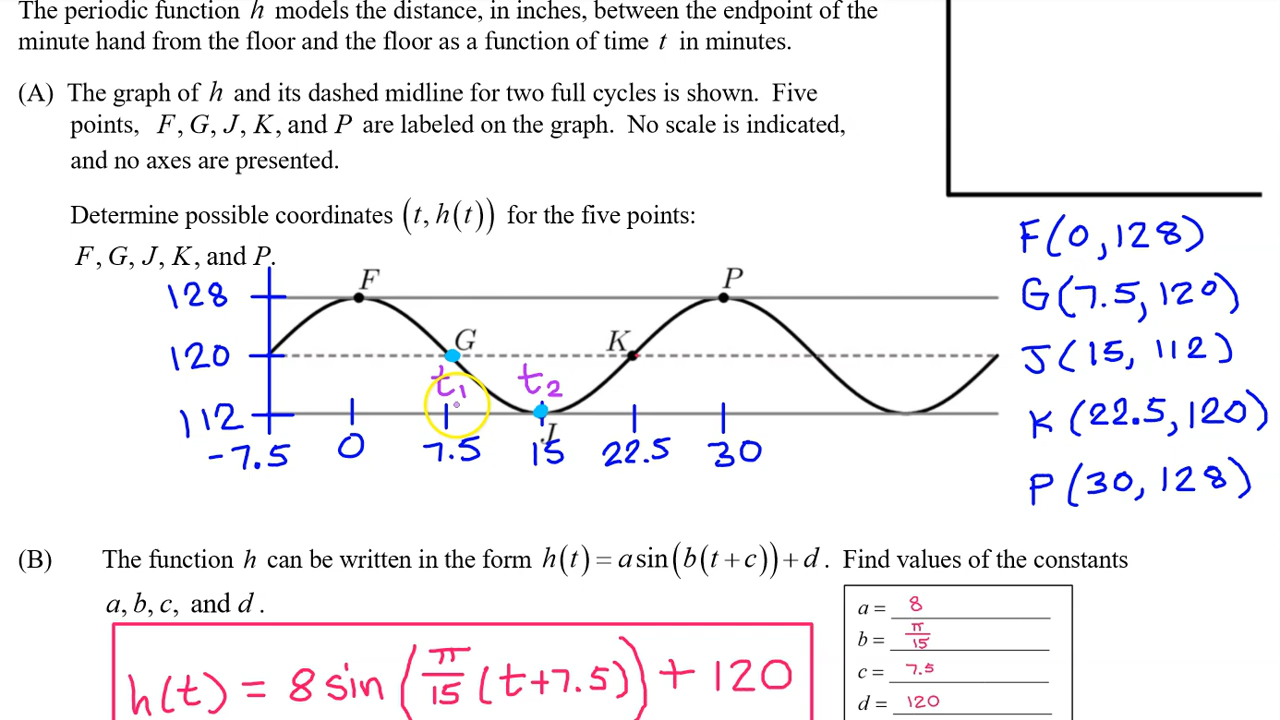 The periodic function h models the distance, in inches, between the endpoint of the
minute hand from the floor and the floor as a function of time t in minutes.
(A) The graph of h and its dashed midline for two full cycles is shown. Five
points, F, G, J, K, and P are labeled on the graph. No scale is indicated,
and no axes are presented.
Determine possible coordinates (t, h(t)) for the five points:
F, G, J, K, and P.
F(0,128)
G(7.5,120)
J(15, 112)
K(22.5,120)
P(30,128)
F
P
128
G
K
120
t₁
t₂
112
J
-7.5
0
7.5
15
22.5
30
(B) The function h can be written in the form h(t) = a sin(b(t+c))+d. Find values of the constants
a, b, c, and d.
a = 8
b = π/15
c = 7.5
d = 120
h(t) = 8 sin(π/15 (t+7.5)) + 120